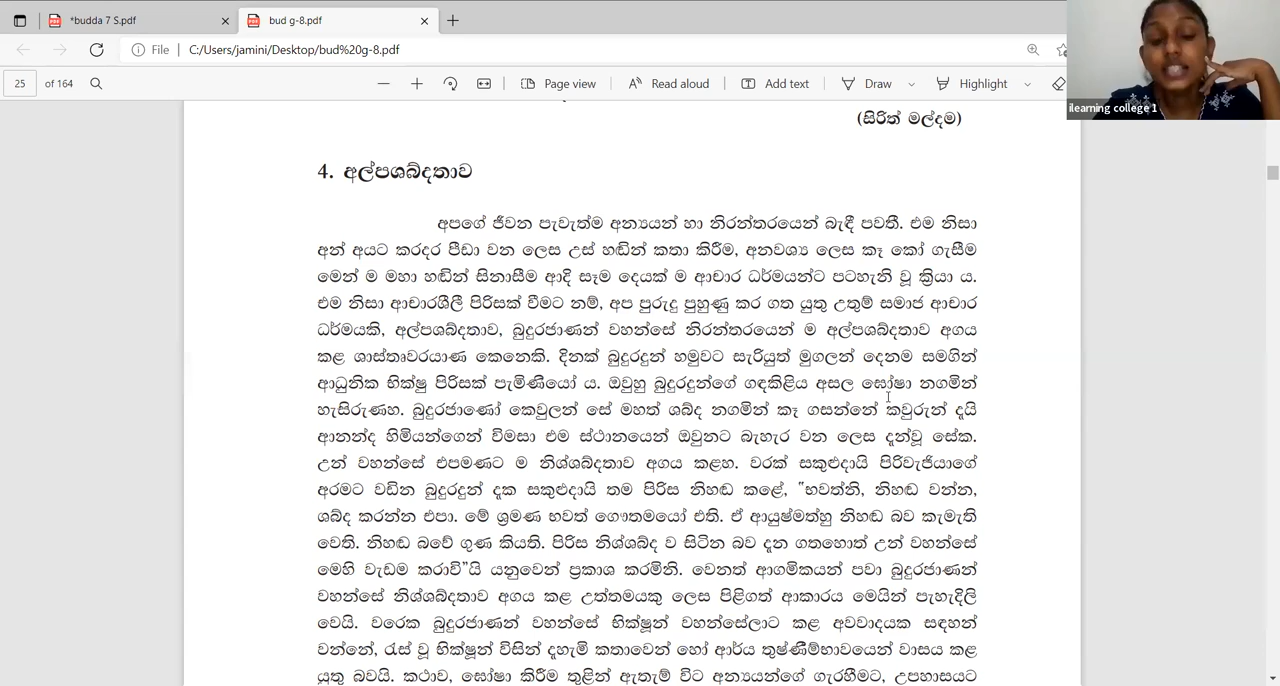 *budda 7 S.pdf
bud g-8.pdf
File
C:/Users/jamini/Desktop/bud%20g-8.pdf
25 of 164
Page view
Read aloud
Add text
Draw
Highlight
ilearning college 1
(සිරිත් මල්දම)
4. අල්පශබ්දතාව
අපගේ ජීවන පැවැත්ම අන්‍යයන් හා නිරන්තරයෙන් බැඳී පවතී. එම නිසා
අන් අයට කරදර පීඩා වන ලෙස උස් හඬින් කතා කිරීම, අනවශ්‍ය ලෙස කෑ කෝ ගැසීම
මෙන් ම මහා හඬින් සිනාසීම ආදි සෑම දෙයක් ම ආචාර ධර්මයන්ට පටහැනි වූ ක්‍රියා ය.
එම නිසා ආචාරශීලී පිරිසක් වීමට නම්, අප පුරුදු පුහුණු කර ගත යුතු උතුම් සමාජ ආචාර
ධර්මයකි, අල්පශබ්දතාව, බුදුරජාණන් වහන්සේ නිරන්තරයෙන් ම අල්පශබ්දතාව අගය
කළ ශාස්තෘවරයාණ කෙනෙකි. දිනක් බුදුරදුන් හමුවට සැරියුත් මුගලන් දෙනම සමගින්
ආධුනික භික්ෂු පිරිසක් පැමිණියෝ ය. ඔවුහු බුදුරදුන්ගේ ගඳකිළිය අසල ඝෝෂා නගමින්
හැසිරුණහ. බුදුරජාණෝ කෙවුලන් සේ මහත් ශබ්ද නගමින් කෑ ගසන්නේ කවුරුන් දැයි
ආනන්ද හිමියන්ගෙන් විමසා එම ස්ථානයෙන් ඔවුනට බැහැර වන ලෙස දැන්වූ සේක.
උන් වහන්සේ එපමණට ම නිශ්ශබ්දතාව අගය කළහ. වරක් සකුළුදායි පිරිවැජියාගේ
අරමට වඩින බුදුරදුන් දැක සකුළුදායි තම පිරිස නිහඬ කළේ, "භවත්නි, නිහඬ වන්න,
ශබ්ද කරන්න එපා. මේ ශ්‍රමණ භවත් ගෞතමයෝ එති. ඒ ආයුෂ්මත්හු නිහඬ බව කැමැති
වෙති. නිහඬ බවේ ගුණ කියති. පිරිස නිශ්ශබ්ද ව සිටින බව දැන ගතහොත් උන් වහන්සේ
මෙහි වැඩම කරාවි"යි යනුවෙන් ප්‍රකාශ කරමිනි. වෙනත් ආගමිකයන් පවා බුදුරජාණන්
වහන්සේ නිශ්ශබ්දතාව අගය කළ උත්තමයකු ලෙස පිළිගත් ආකාරය මෙයින් පැහැදිලි
වෙයි. වරෙක බුදුරජාණන් වහන්සේ භික්ෂූන් වහන්සේලාට කළ අවවාදයක සඳහන්
වන්නේ, රැස් වූ භික්ෂූන් විසින් දැහැමි කතාවෙන් හෝ ආර්ය තුෂ්ණීම්භාවයෙන් වාසය කළ
යුතු බවයි. කථාව, ඝෝෂා කිරීම තුළින් ඇතැම් විට අන්‍යයන්ගේ ගැරහීමට, උපහාසයට